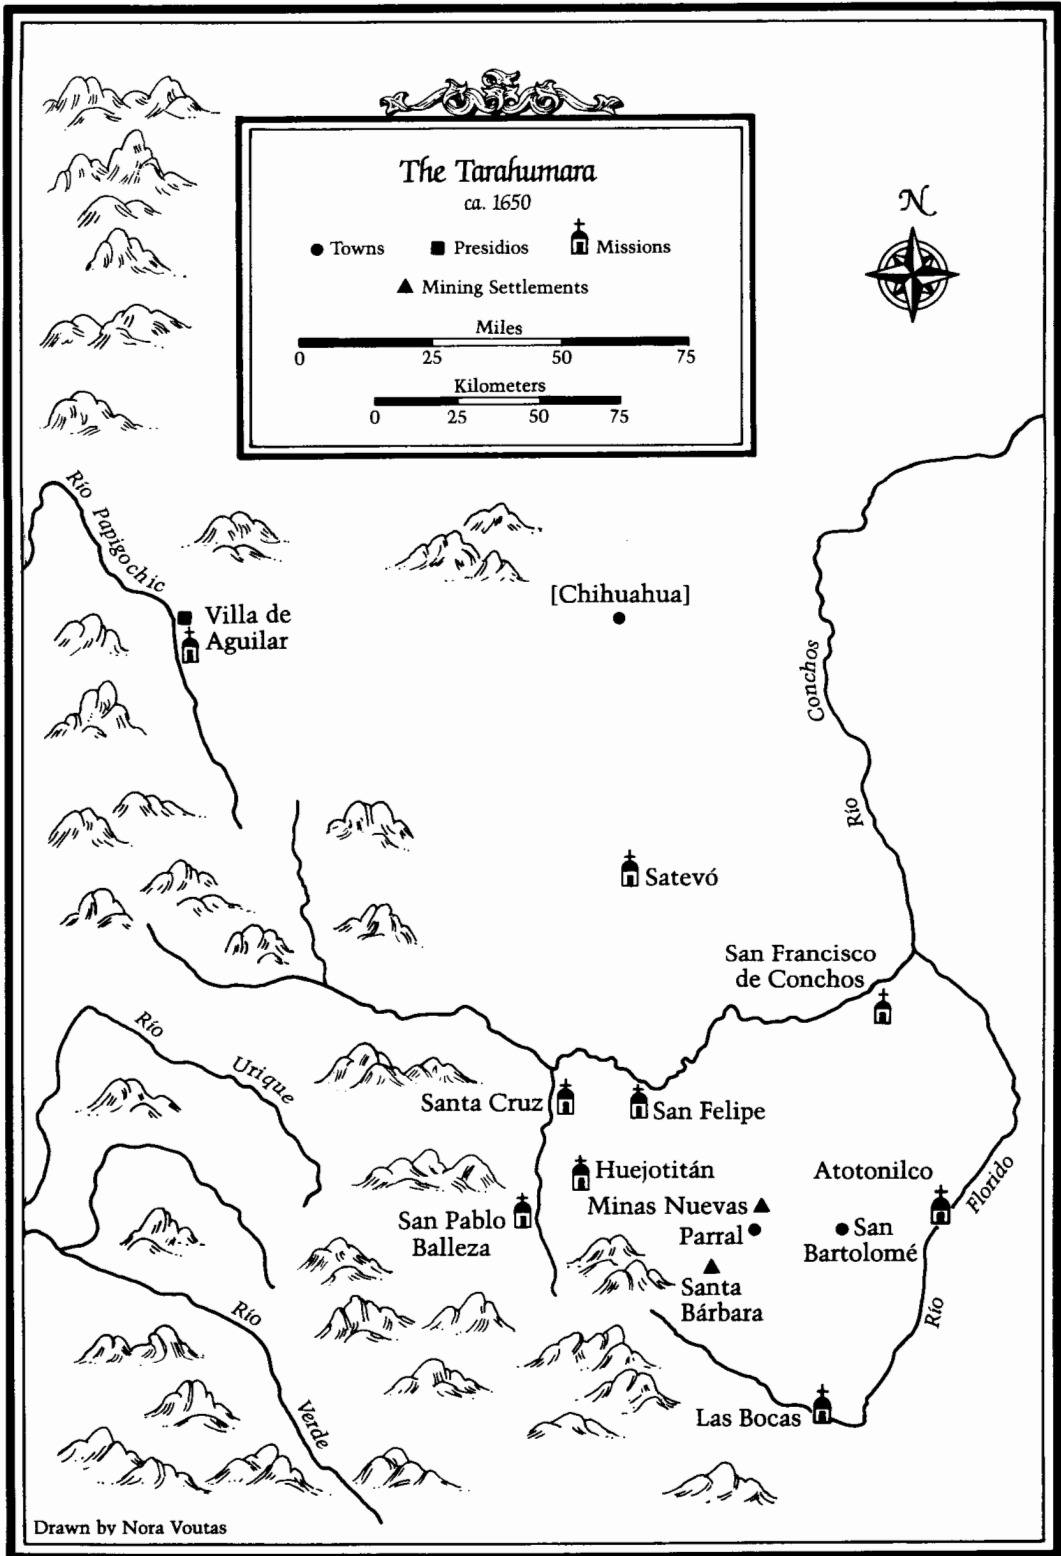 The Tarahumara
ca. 1650
Towns
Presidios
Missions
Mining Settlements
Miles
0 25 50 75
Kilometers
0 25 50 75
N
Río Papigochic
Villa de
Aguilar
[Chihuahua]
Conchos
Río
Satevó
San Francisco
de Conchos
Río
Urique
Santa Cruz
San Felipe
Huejotitán
Atotonilco
Florido
Minas Nuevas
San Pablo
Balleza
Parral
San
Bartolomé
Santa
Bárbara
Río
Río
Verde
Las Bocas
Drawn by Nora Voutas